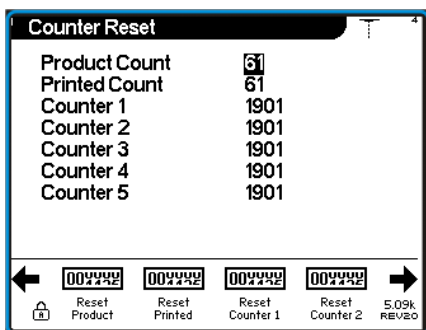 Counter Reset
4
Product Count 61
Printed Count 61
Counter 1 1901
Counter 2 1901
Counter 3 1901
Counter 4 1901
Counter 5 1901
Reset Product
Reset Printed
Reset Counter 1
Reset Counter 2
5.09k
REV20